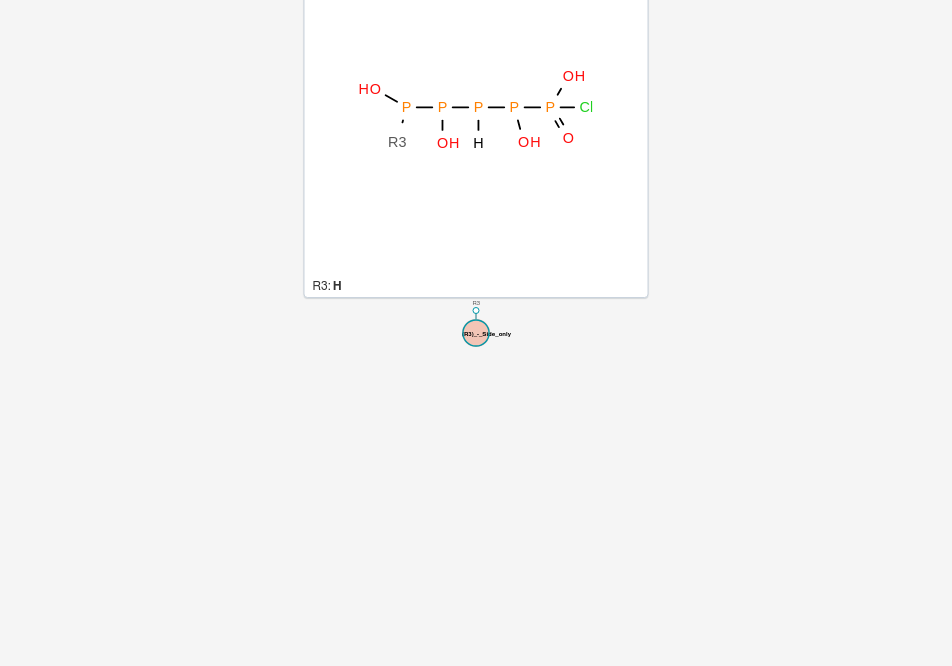 OH
HO
P P P P P Cl
R3 OH H OH O
R3: H
R3
R3)_-_Side_only